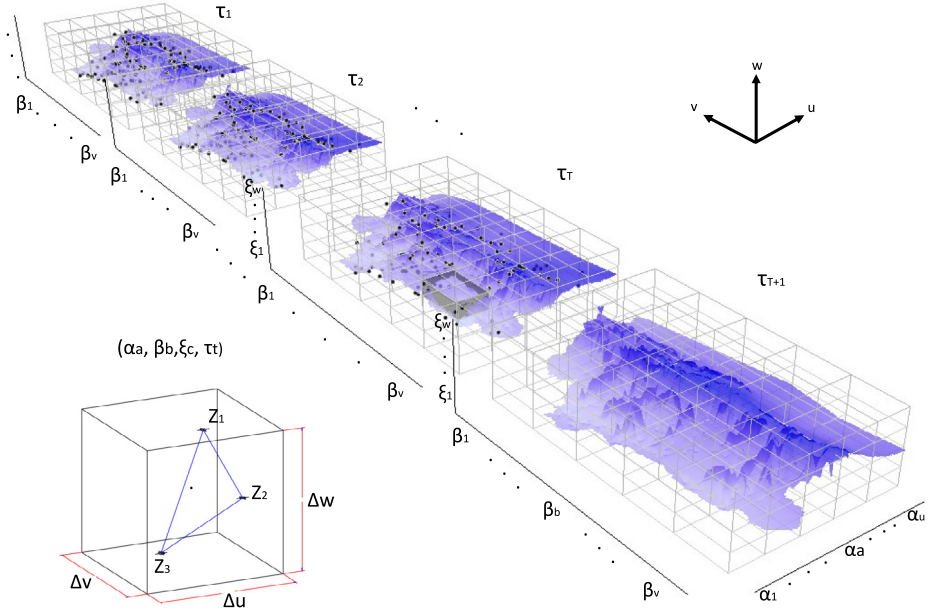 τ1
τ2
τT
τT+1
w
v
u
β1
βv
β1
βv
ξw
ξ1
β1
βv
ξw
ξ1
β1
βb
βv
α1
αa
αu
(αa, βb,ξc, τt)
Z1
Z2
Z3
Δw
Δv
Δu